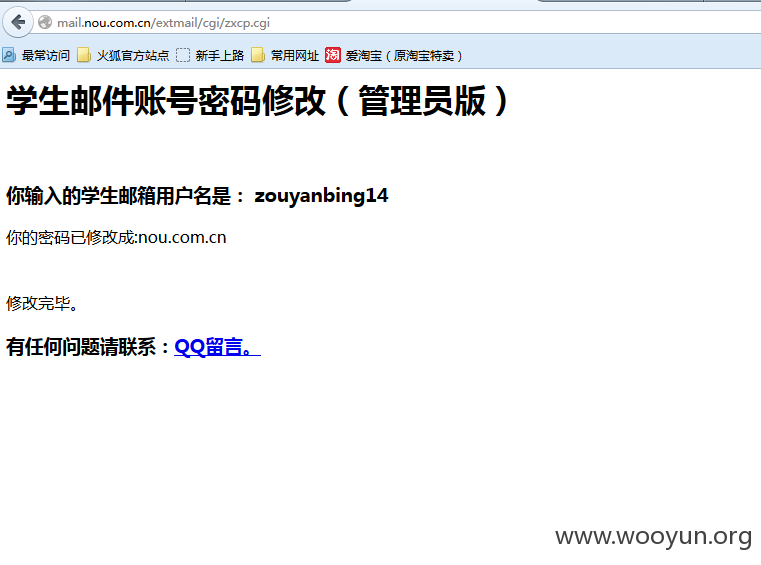 mail.nou.com.cn/extmail/cgi/zxcp.cgi
最常访问 火狐官方站点 新手上路 常用网址 淘 爱淘宝（原淘宝特卖）
学生邮件账号密码修改（管理员版）
你输入的学生邮箱用户名是： zouyanbing14
你的密码已修改成:nou.com.cn
修改完毕。
有任何问题请联系：QQ留言。
www.wooyun.org